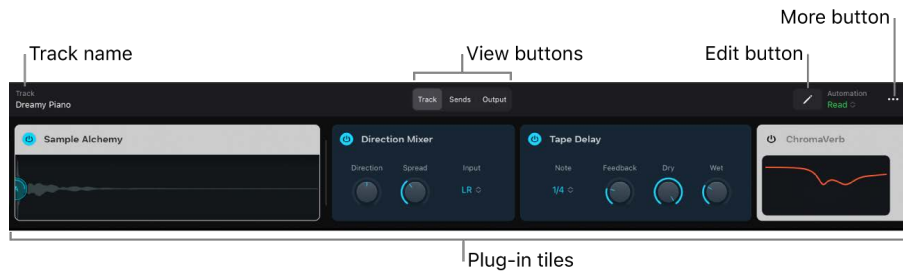 More button
Track name
View buttons
Edit button
Track
Dreamy Piano
Track Sends Output
Automation
Read
Sample Alchemy
Direction Mixer
Tape Delay
ChromaVerb
Direction Spread Input
Note Feedback Dry Wet
LR
1/4
Plug-in tiles